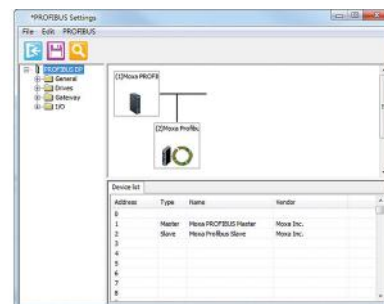 *PROFIBUS Settings
File Edit PROFIBUS
PROFIBUS DP
General
Drives
Gateway
I/O
(1)Moxa PROFIB
(2)Moxa Profibu
Device list
Address Type Name Vendor
0
1 Master Moxa PROFIBUS Master Moxa Inc.
2 Slave Moxa Profibus Slave Moxa Inc.
3
4
5
6
7
8